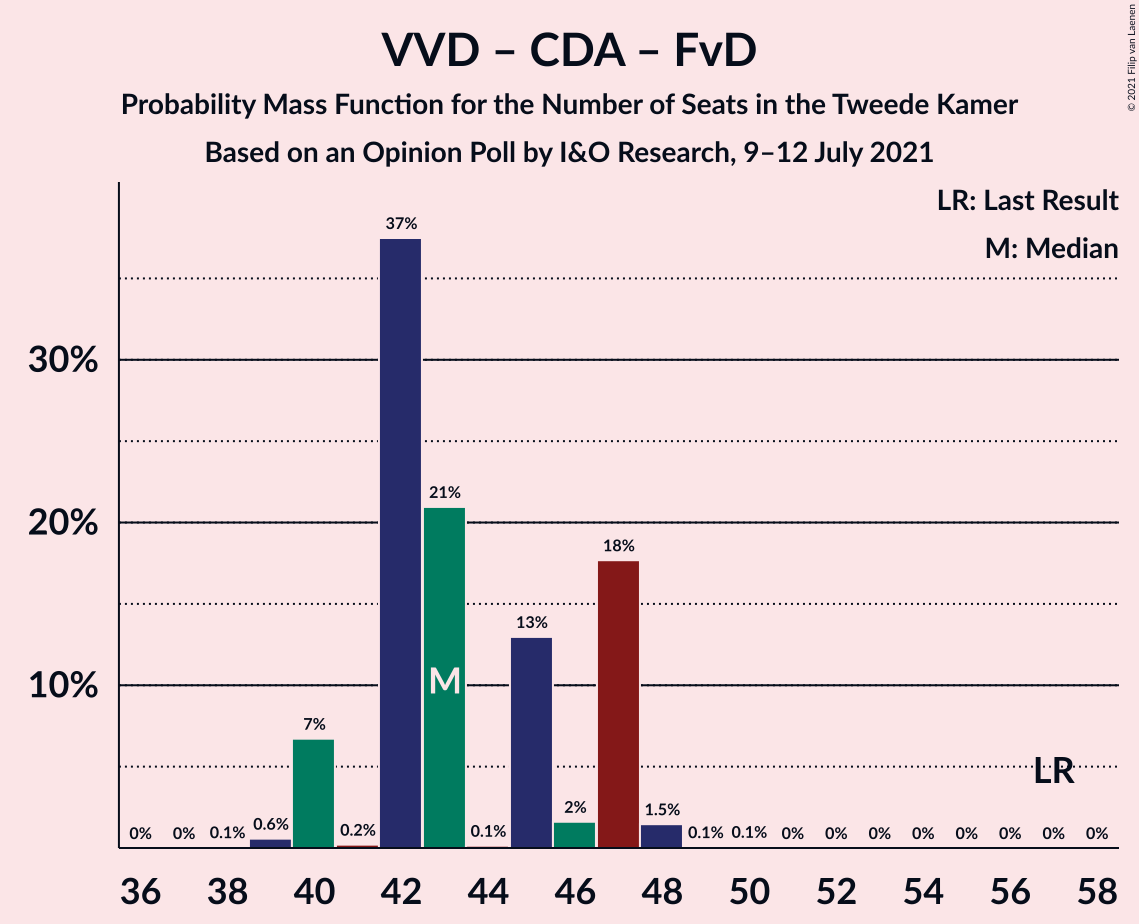 VVD – CDA – FvD
Probability Mass Function for the Number of Seats in the Tweede Kamer
Based on an Opinion Poll by I&O Research, 9–12 July 2021
© 2021 Filip van Laenen
LR: Last Result
M: Median
30%
20%
10%
0%
0%
0.1%
0.6%
7%
0.2%
37%
21%
0.1%
13%
2%
18%
1.5%
0.1%
0.1%
0%
0%
0%
0%
0%
0%
0%
0%
M
LR
36 38 40 42 44 46 48 50 52 54 56 58